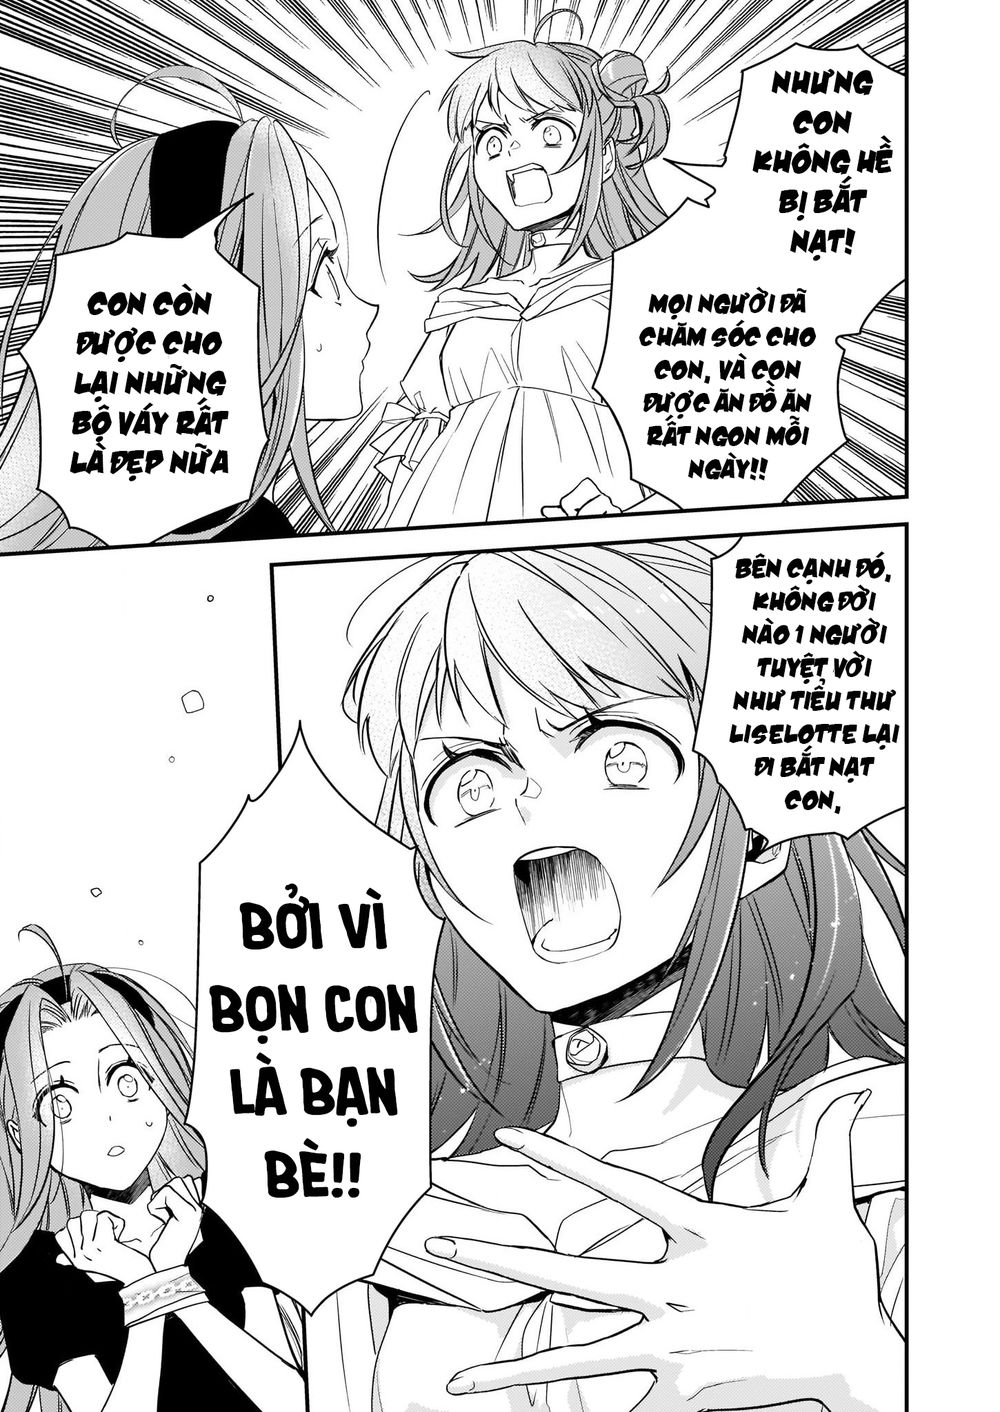 NHƯNG
CON
KHÔNG HỀ
BỊ BẮT
NẠT!
MỌI NGƯỜI ĐÃ
CHĂM SÓC CHO
CON, VÀ CON
ĐƯỢC ĂN ĐỒ ĂN
RẤT NGON MỖI
NGÀY!!
CON CÒN
ĐƯỢC CHO
LẠI NHỮNG
BỘ VÁY RẤT
LÀ ĐẸP NỮA
BÊN CẠNH ĐÓ,
KHÔNG ĐỜI
NÀO 1 NGƯỜI
TUYỆT VỜI
NHƯ TIỂU THƯ
LISELOTTE LẠI
ĐI BẮT NẠT
CON,
BỞI VÌ
BỌN CON
LÀ BẠN
BÈ!!